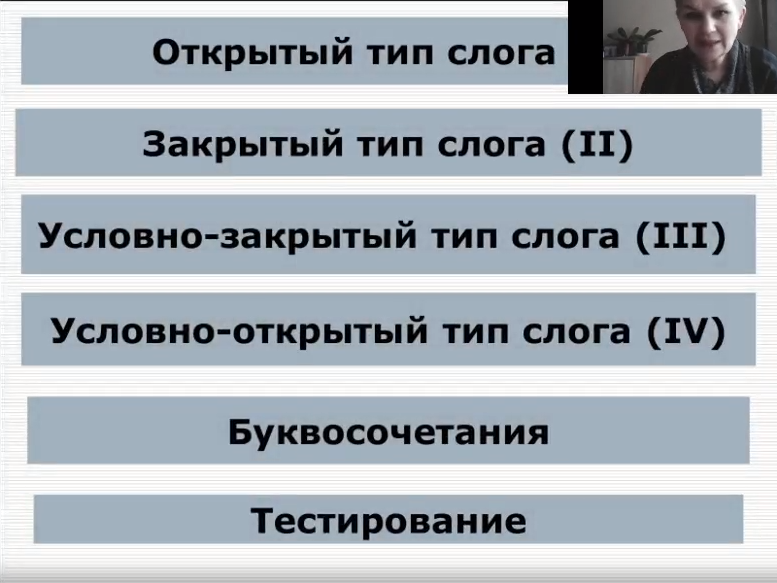 Открытый тип слога
Закрытый тип слога (II)
Условно-закрытый тип слога (III)
Условно-открытый тип слога (IV)
Буквосочетания
Тестирование